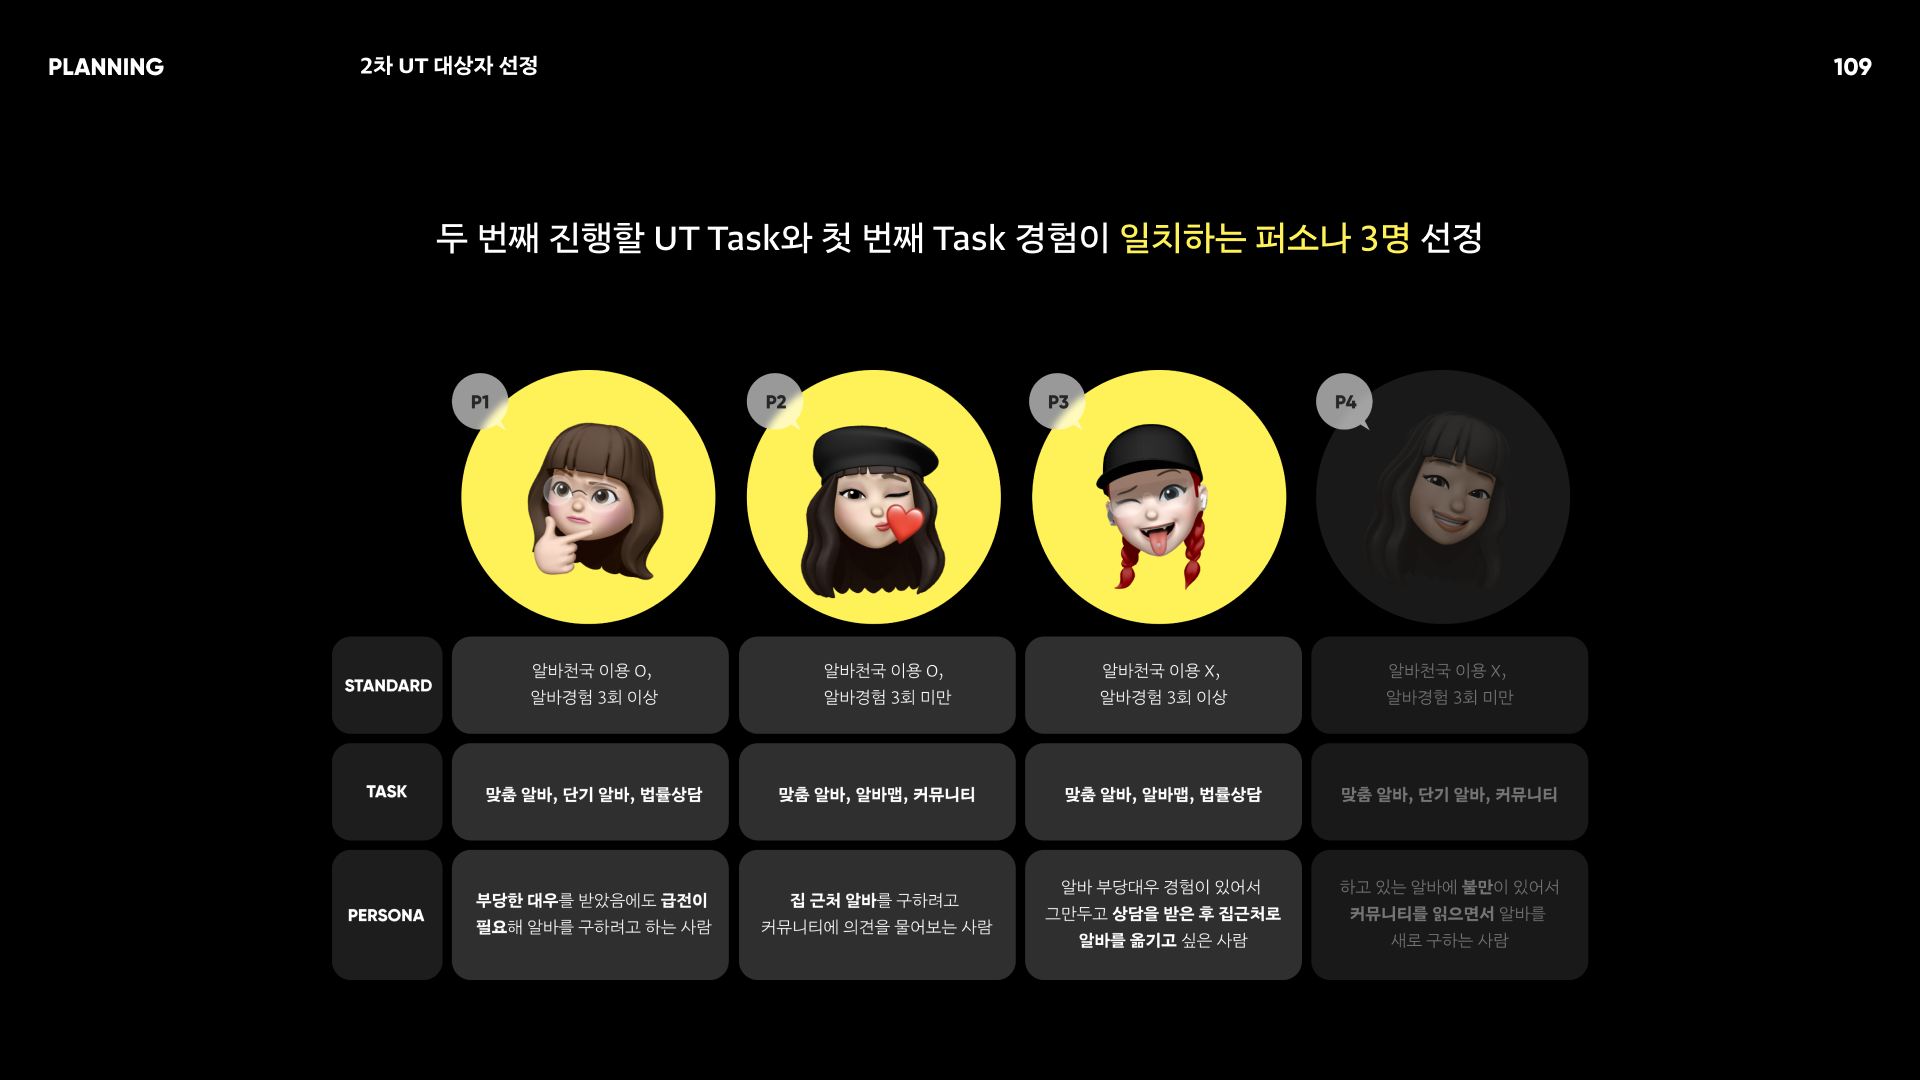 PLANNING
2차 UT 대상자 선정
109
두 번째 진행할 UT Task와 첫 번째 Task 경험이 일치하는 퍼소나 3명 선정
P1
P2
P3
P4
STANDARD
알바천국 이용 O,
알바경험 3회 이상
알바천국 이용 O,
알바경험 3회 미만
알바천국 이용 X,
알바경험 3회 이상
알바천국 이용 X,
알바경험 3회 미만
TASK
맞춤 알바, 단기 알바, 법률상담
맞춤 알바, 알바맵, 커뮤니티
맞춤 알바, 알바맵, 법률상담
맞춤 알바, 단기 알바, 커뮤니티
PERSONA
부당한 대우를 받았음에도 급전이
필요해 알바를 구하려고 하는 사람
집 근처 알바를 구하려고
커뮤니티에 의견을 물어보는 사람
알바 부당대우 경험이 있어서
그만두고 상담을 받은 후 집근처로
알바를 옮기고 싶은 사람
하고 있는 알바에 불만이 있어서
커뮤니티를 읽으면서 알바를
새로 구하는 사람